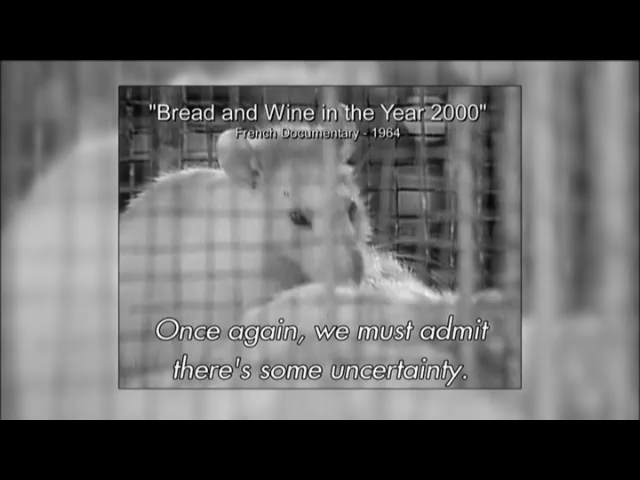 "Bread and Wine in the Year 2000"
French Documentary - 1964
Once again, we must admit
there's some uncertainty.